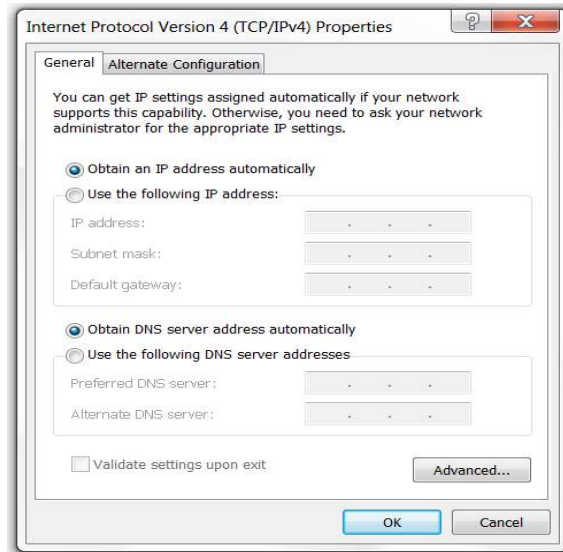 Internet Protocol Version 4 (TCP/IPv4) Properties
General
Alternate Configuration
You can get IP settings assigned automatically if your network
supports this capability. Otherwise, you need to ask your network
administrator for the appropriate IP settings.
Obtain an IP address automatically
Use the following IP address:
IP address:
Subnet mask:
Default gateway:
Obtain DNS server address automatically
Use the following DNS server addresses
Preferred DNS server:
Alternate DNS server:
Validate settings upon exit
Advanced...
OK
Cancel